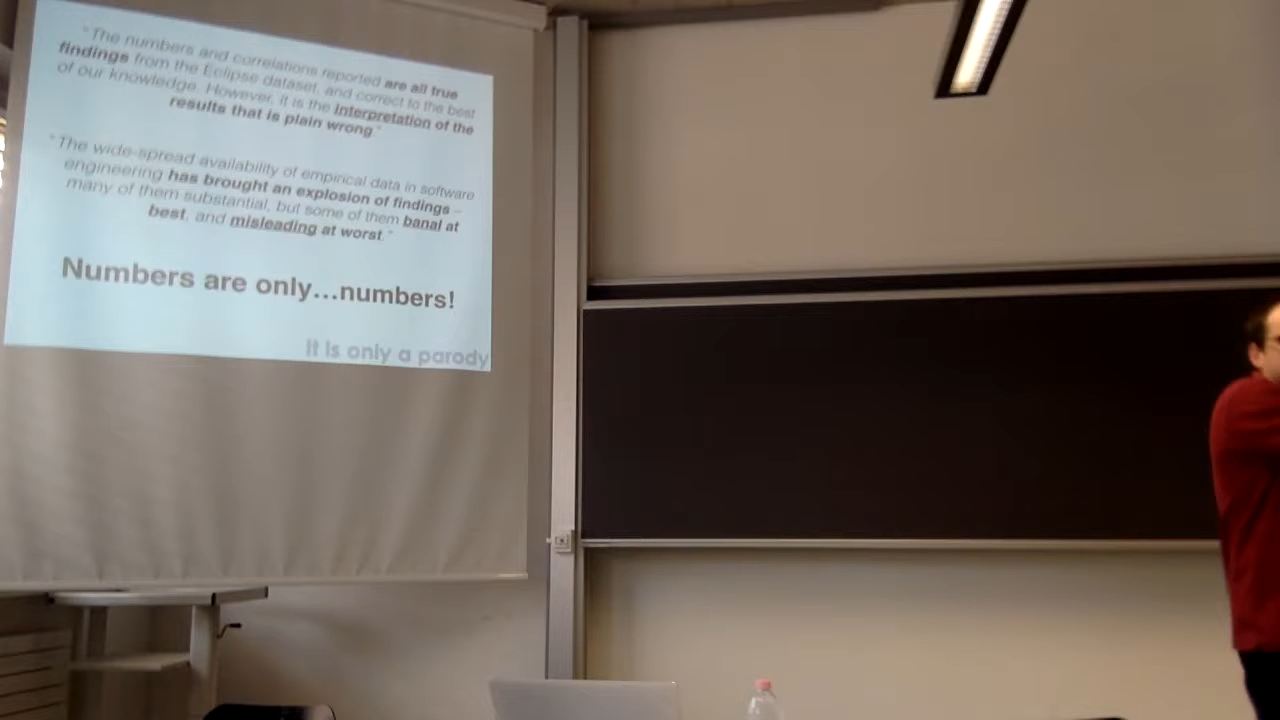 "The numbers and correlations reported are all true
findings from the Eclipse dataset, and correct to the best
of our knowledge. However, it is the interpretation of the
results that is plain wrong."
"The wide-spread availability of empirical data in software
engineering has brought an explosion of findings –
many of them substantial, but some of them banal at
best, and misleading at worst."
Numbers are only...numbers!
It is only a parody